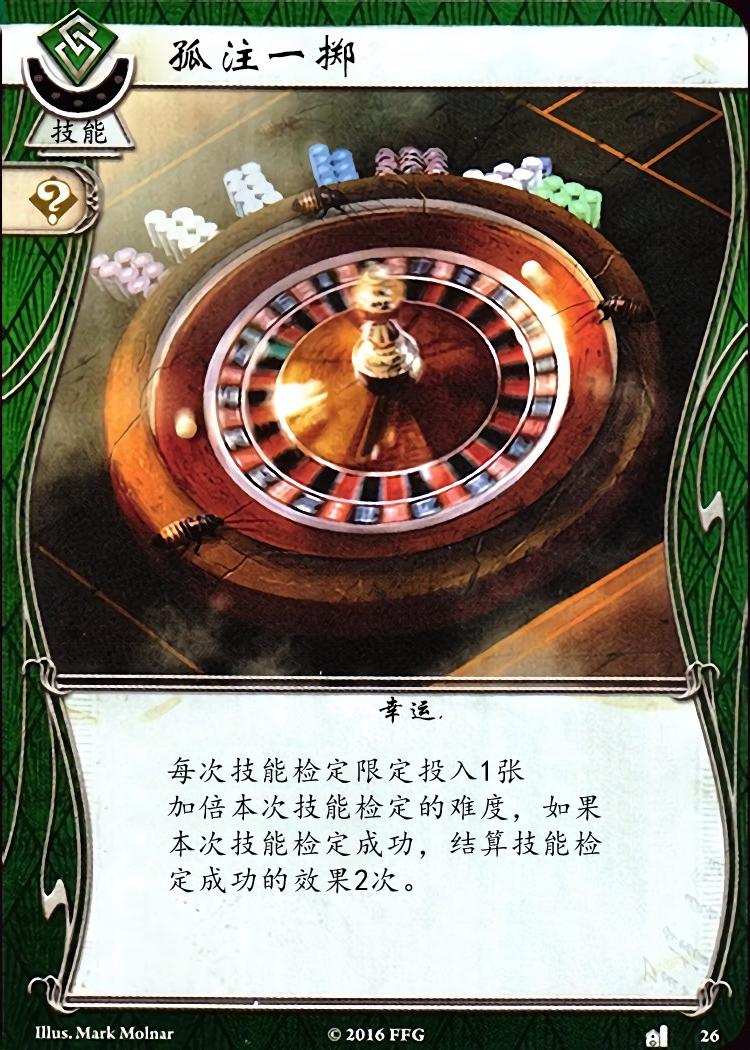 孤注一掷
技能
?
幸运.
每次技能检定限定投入1张
加倍本次技能检定的难度，如果
本次技能检定成功，结算技能检
定成功的效果2次。
Illus. Mark Molnar
© 2016 FFG
26